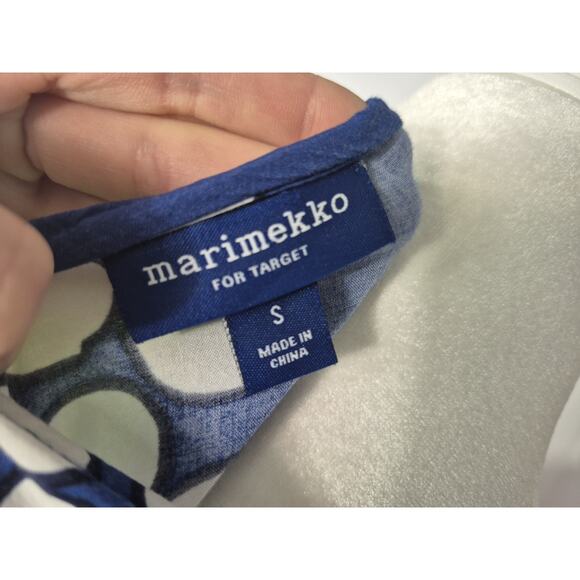 marimekko
FOR TARGET
S
MADE IN
CHINA